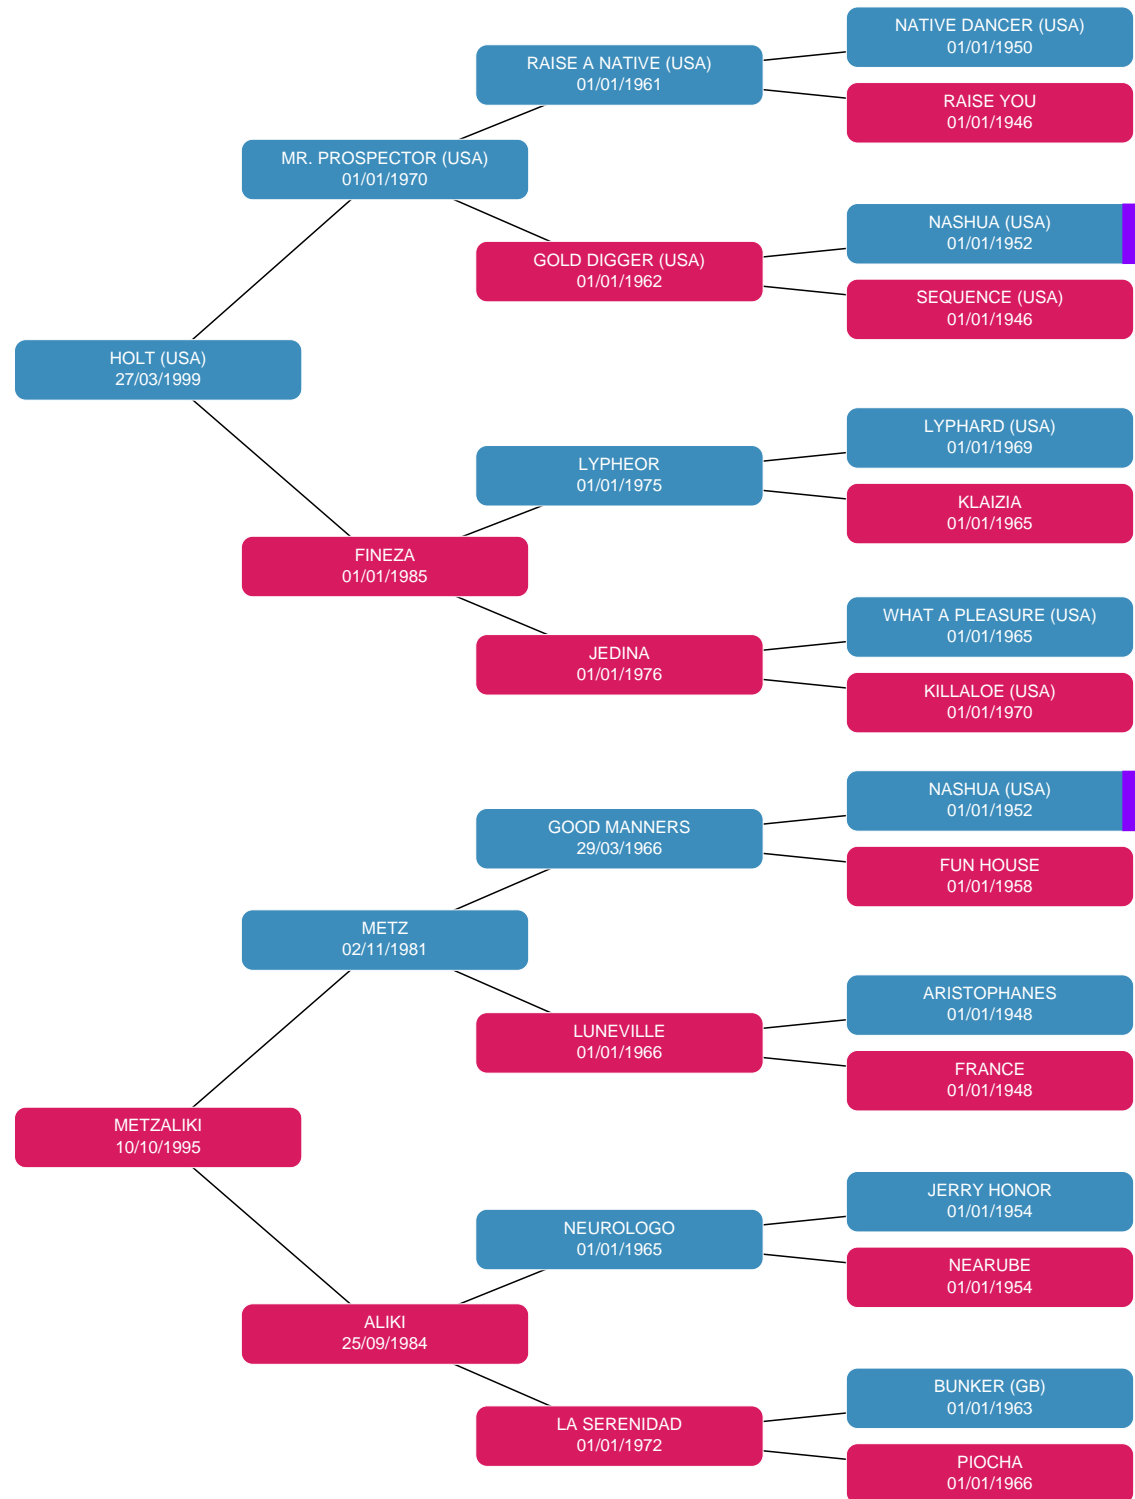 NATIVE DANCER (USA)
01/01/1950
RAISE A NATIVE (USA)
01/01/1961
RAISE YOU
01/01/1946
MR. PROSPECTOR (USA)
01/01/1970
NASHUA (USA)
01/01/1952
GOLD DIGGER (USA)
01/01/1962
SEQUENCE (USA)
01/01/1946
HOLT (USA)
27/03/1999
LYPHARD (USA)
01/01/1969
LYPHEOR
01/01/1975
KLAIZIA
01/01/1965
FINEZA
01/01/1985
WHAT A PLEASURE (USA)
01/01/1965
JEDINA
01/01/1976
KILLALOE (USA)
01/01/1970
NASHUA (USA)
01/01/1952
GOOD MANNERS
29/03/1966
FUN HOUSE
01/01/1958
METZ
02/11/1981
ARISTOPHANES
01/01/1948
LUNEVILLE
01/01/1966
FRANCE
01/01/1948
METZALIKI
10/10/1995
JERRY HONOR
01/01/1954
NEUROLOGO
01/01/1965
NEARUBE
01/01/1954
ALIKI
25/09/1984
BUNKER (GB)
01/01/1963
LA SERENIDAD
01/01/1972
PIOCHA
01/01/1966